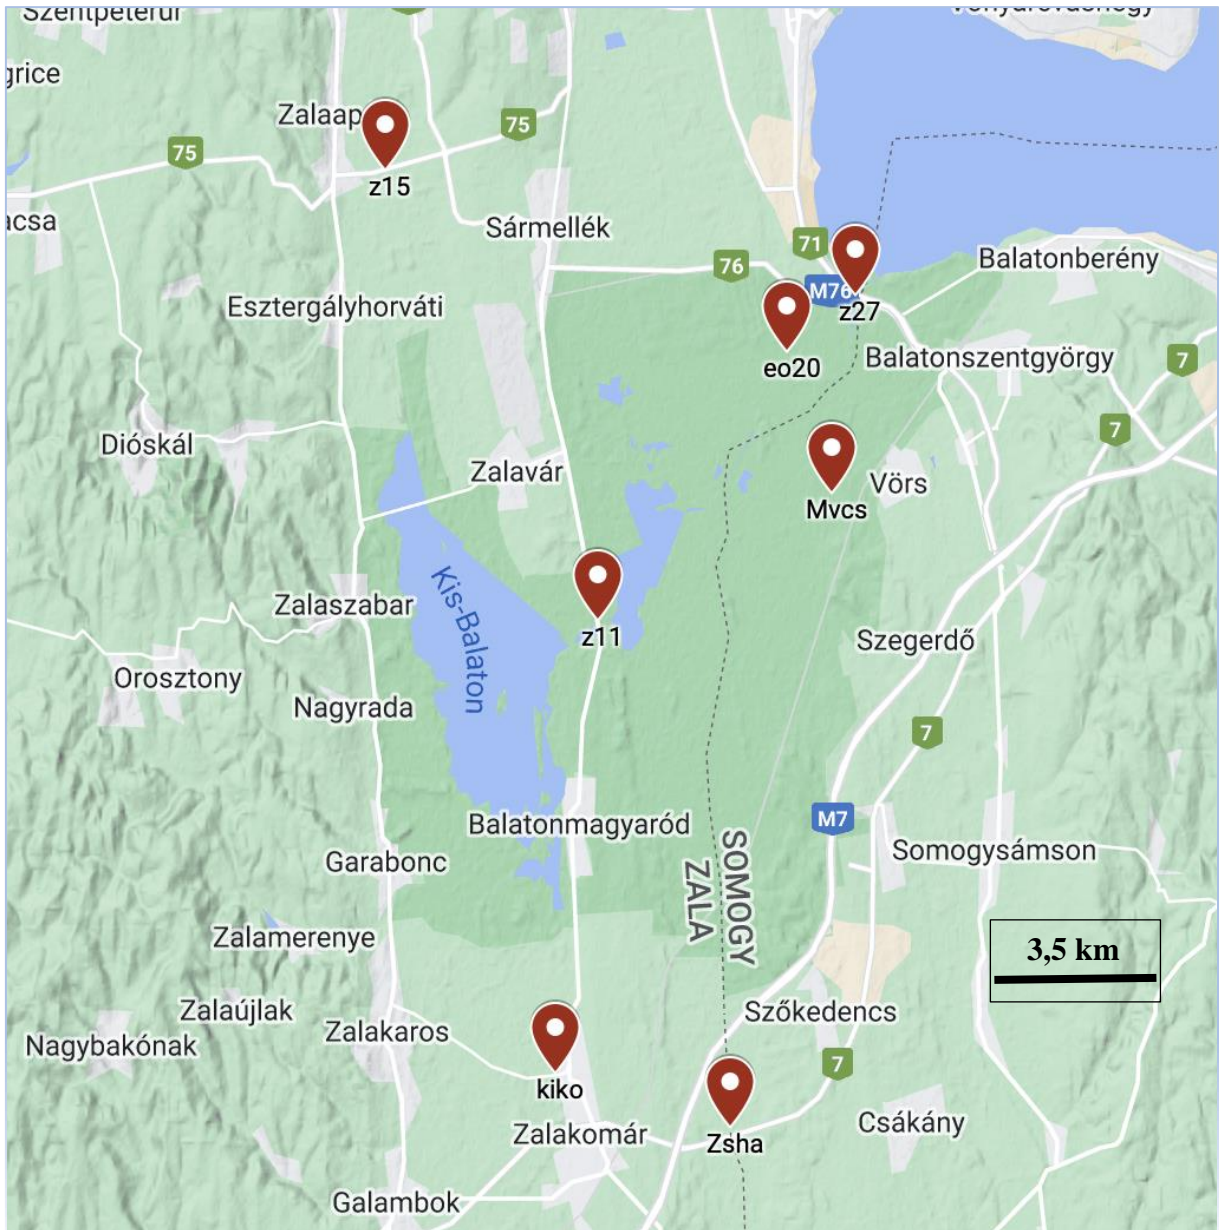 Szentpéterúr
grice
Zalaap
75
75
z15
acsa
Sármellék
71
76
M76
z27
Balatonberény
Esztergályhorváti
eo20
Balatonszentgyörgy
7
7
Dióskál
Zalavár
Vörs
Mvcs
Kis-Balaton
Zalaszabar
z11
Szegerdő
Orosztony
Nagyrada
7
M7
Balatonmagyaród
Garabonc
SOMOGY
ZALA
Somogysámson
Zalamerenye
3,5 km
Zalaújlak
Zalakaros
Szőkedencs
Nagybakónak
kiko
7
Zalakomár
Zsha
Csákány
Galambok